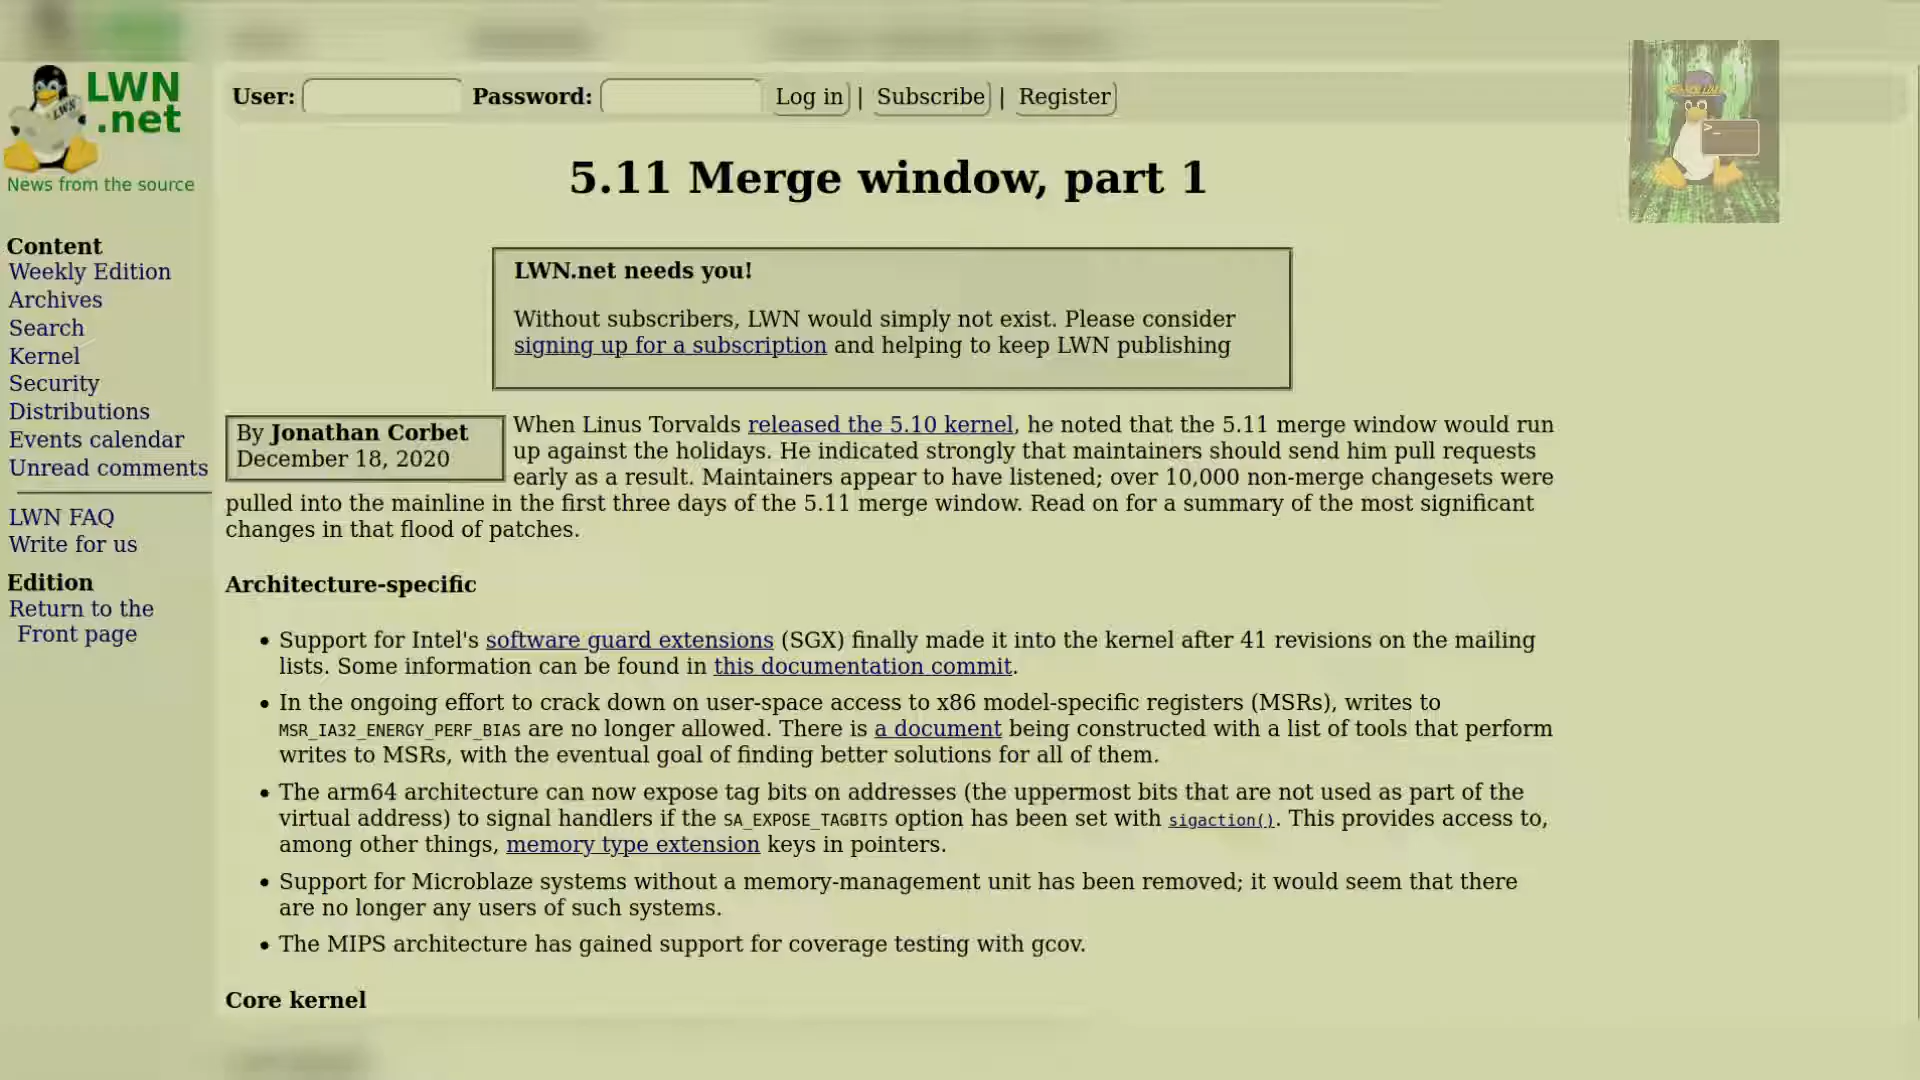 LWN
.net
News from the source
User: Password: Log in | Subscribe | Register
Content
Weekly Edition
Archives
Search
Kernel
Security
Distributions
Events calendar
Unread comments
LWN FAQ
Write for us
Edition
Return to the
Front page
5.11 Merge window, part 1
LWN.net needs you!
Without subscribers, LWN would simply not exist. Please consider
signing up for a subscription and helping to keep LWN publishing
By Jonathan Corbet
December 18, 2020
When Linus Torvalds released the 5.10 kernel, he noted that the 5.11 merge window would run
up against the holidays. He indicated strongly that maintainers should send him pull requests
early as a result. Maintainers appear to have listened; over 10,000 non-merge changesets were
pulled into the mainline in the first three days of the 5.11 merge window. Read on for a summary of the most significant
changes in that flood of patches.
Architecture-specific
• Support for Intel's software guard extensions (SGX) finally made it into the kernel after 41 revisions on the mailing
lists. Some information can be found in this documentation commit.
• In the ongoing effort to crack down on user-space access to x86 model-specific registers (MSRs), writes to
MSR_IA32_ENERGY_PERF_BIAS are no longer allowed. There is a document being constructed with a list of tools that perform
writes to MSRs, with the eventual goal of finding better solutions for all of them.
• The arm64 architecture can now expose tag bits on addresses (the uppermost bits that are not used as part of the
virtual address) to signal handlers if the SA_EXPOSE_TAGBITS option has been set with sigaction(). This provides access to,
among other things, memory type extension keys in pointers.
• Support for Microblaze systems without a memory-management unit has been removed; it would seem that there
are no longer any users of such systems.
• The MIPS architecture has gained support for coverage testing with gcov.
Core kernel